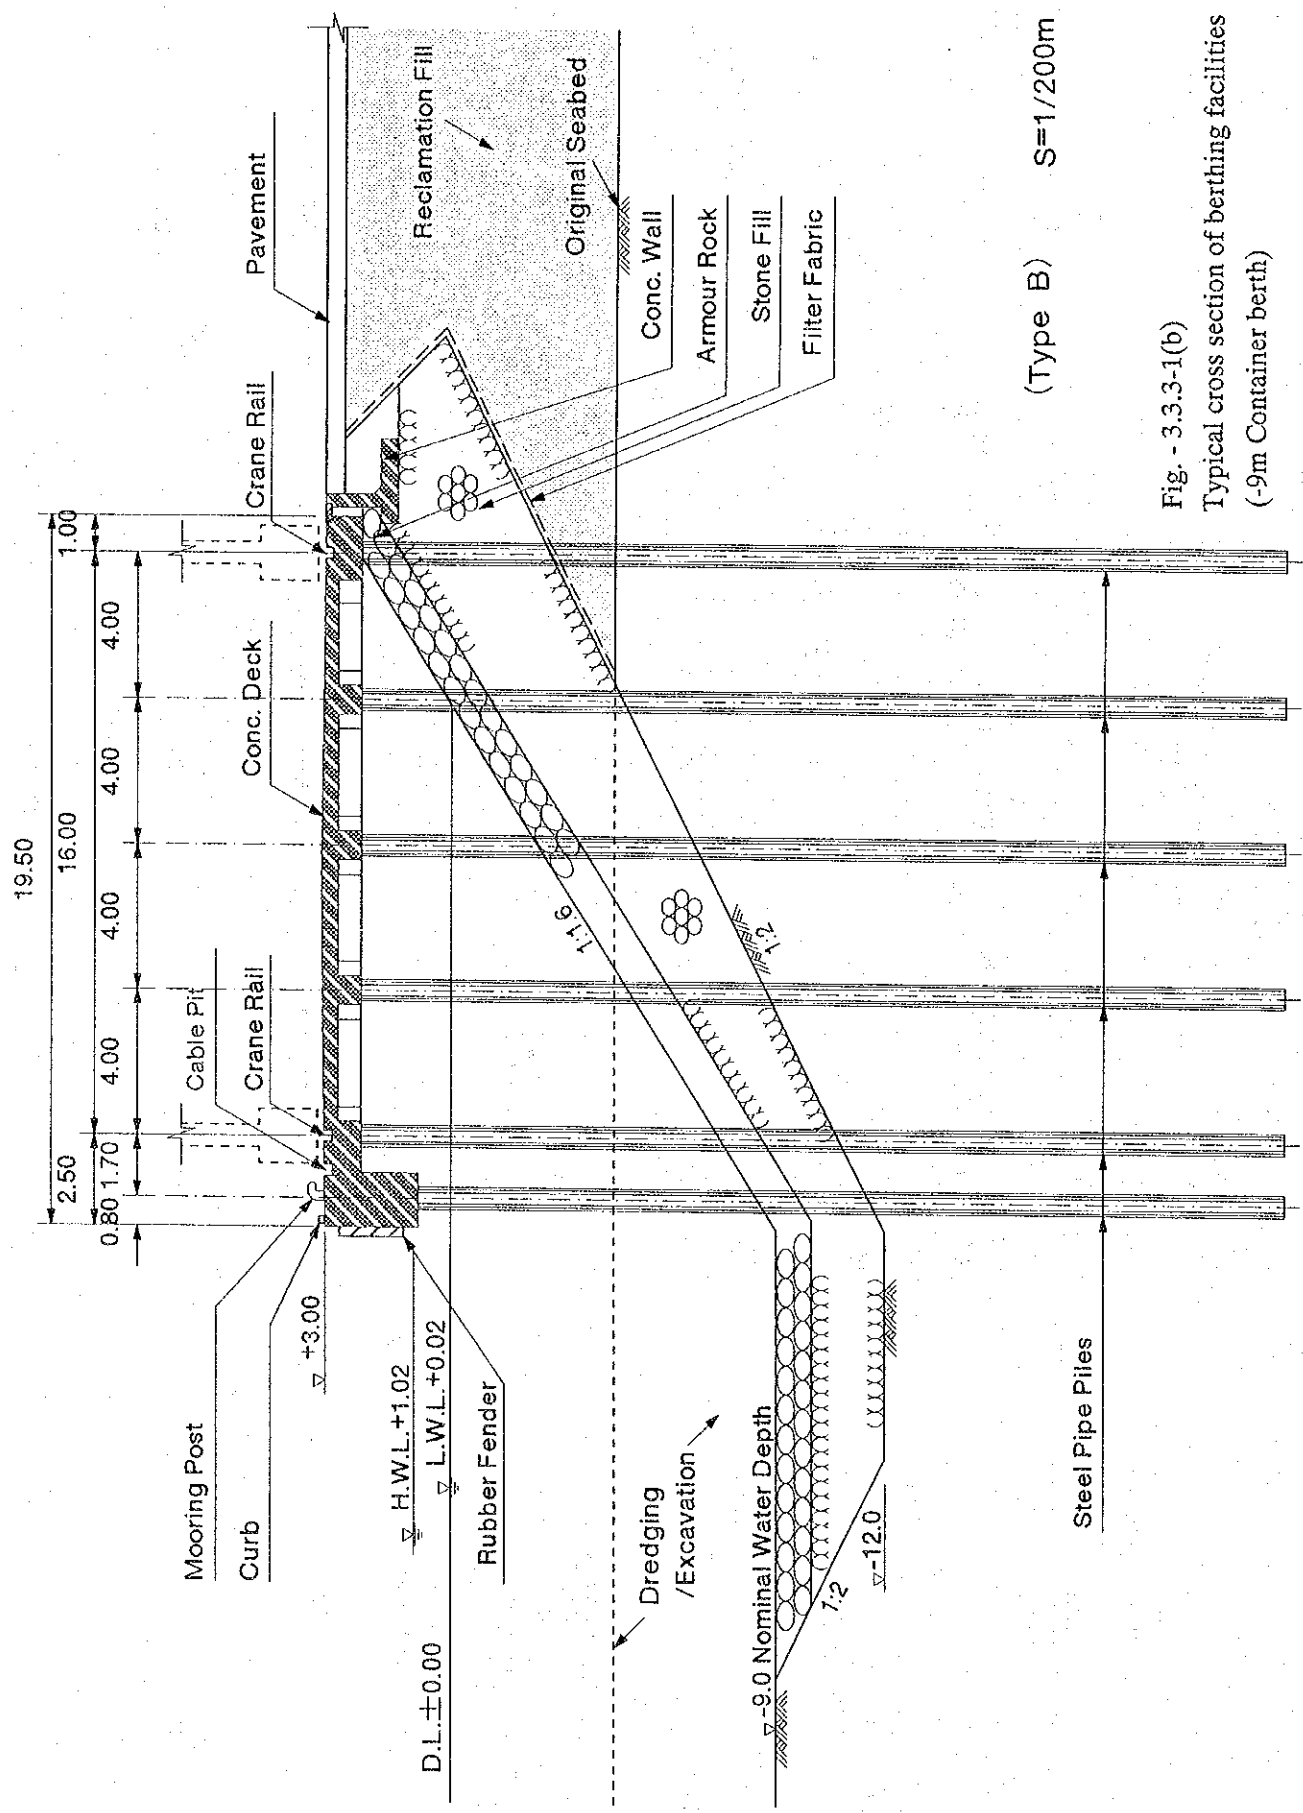 19.50
2.50
16.00
1.00
0.80
1.70
4.00
4.00
4.00
4.00
Mooring Post
Curb
Cable Pit
Crane Rail
Conc. Deck
Crane Rail
Pavement
+3.00
H.W.L.+1.02
L.W.L.+0.02
D.L.±0.00
Rubber Fender
Reclamation Fill
Original Seabed
Conc. Wall
Armour Rock
Stone Fill
Filter Fabric
1:1.6
1:2
Dredging
/Excavation
-9.0 Nominal Water Depth
1:2
-12.0
Steel Pipe Piles
(Type B) S=1/200m
Fig. - 3.3.3-1(b)
Typical cross section of berthing facilities
(-9m Container berth)